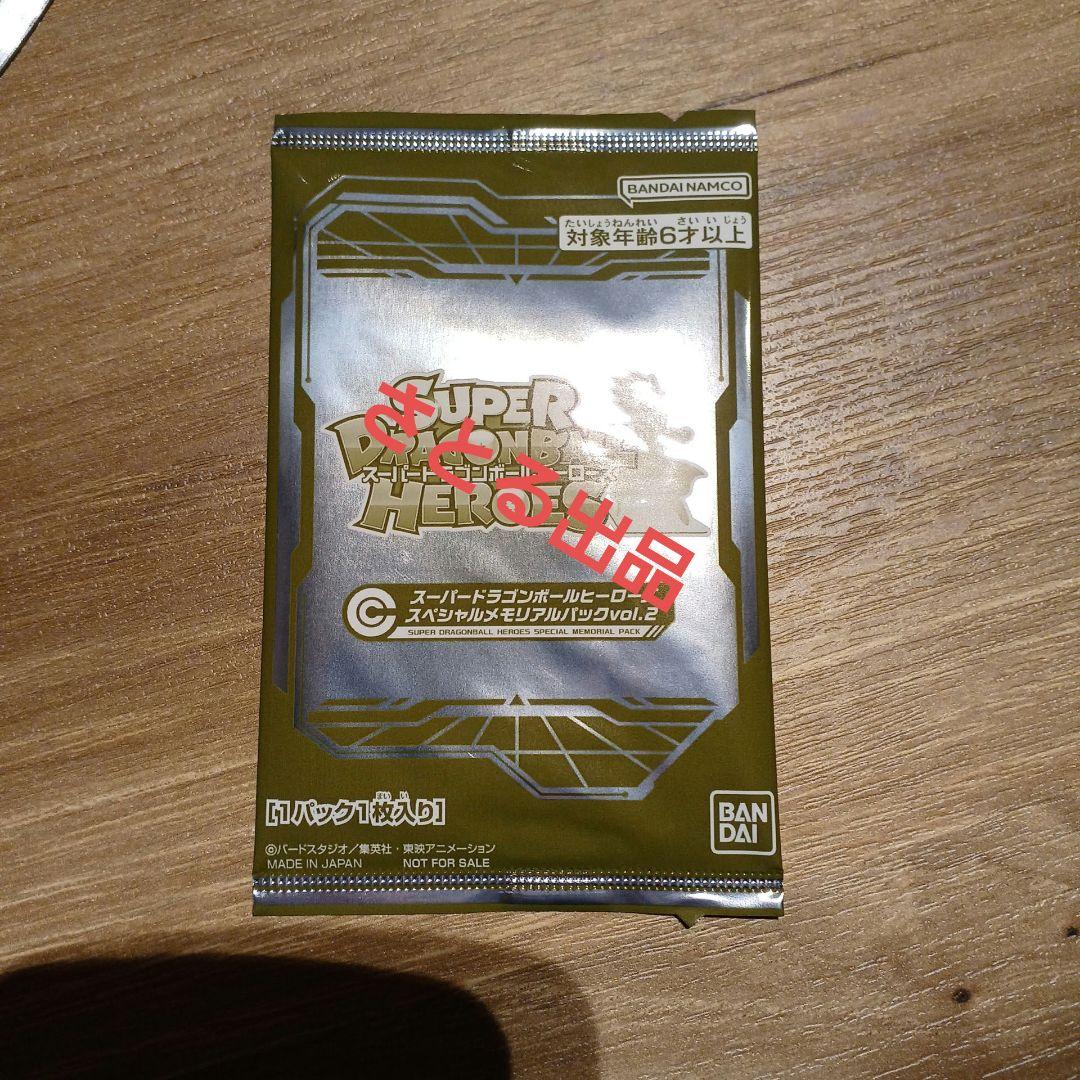 BANDAI NAMCO
たいしょうねんれい さい いじょう
対象年齢6才以上
SUPER
DRAGONBALL
スーパードラゴンボールヒーロー
HEROES
さとる出品
スーパードラゴンボールヒーロー
スペシャルメモリアルパックvol.2
SUPER DRAGONBALL HEROES SPECIAL MEMORIAL PACK
まい い
[1パック1枚入り]
BAN
DAI
©バードスタジオ/集英社・東映アニメーション
MADE IN JAPAN NOT FOR SALE